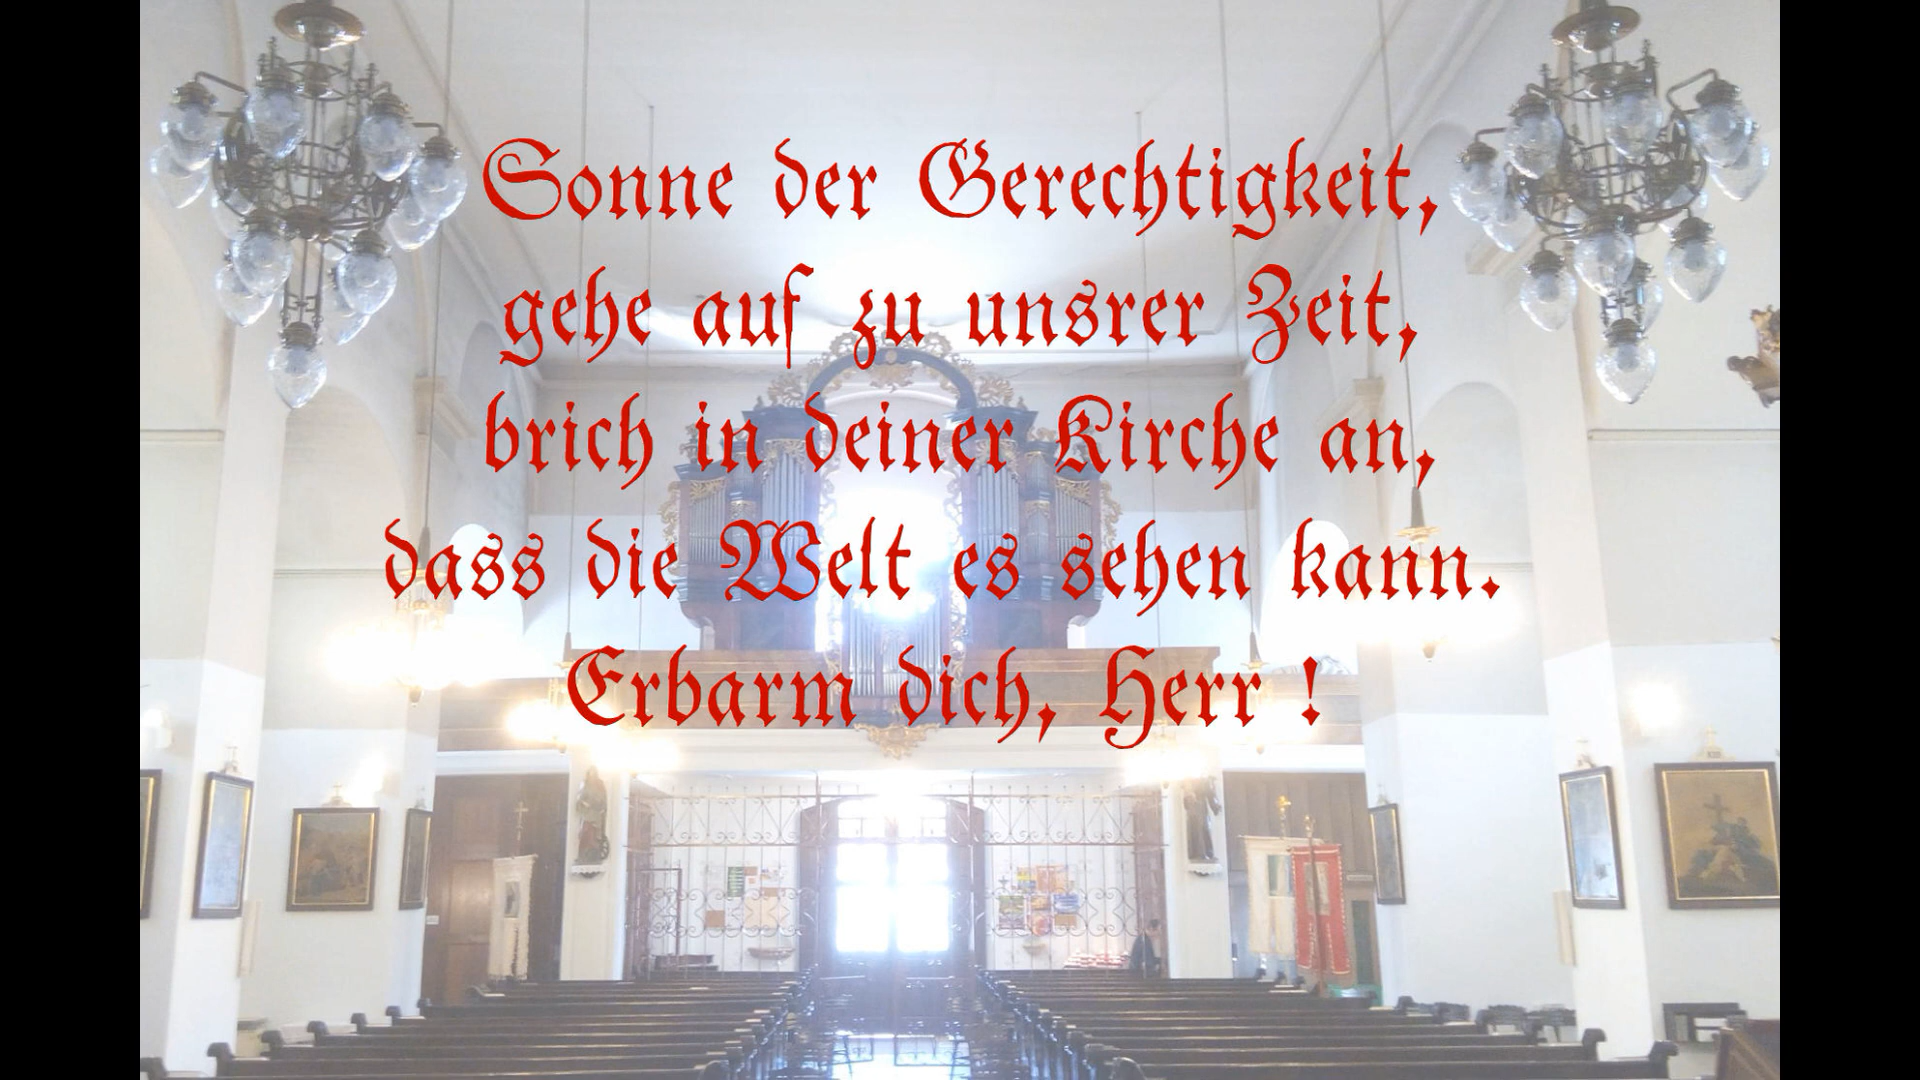 Sonne der Gerechtigkeit,
gehe auf zu unsrer Zeit,
brich in deiner Kirche an,
dass die Welt es sehen kann.
Erbarm dich, Herr !